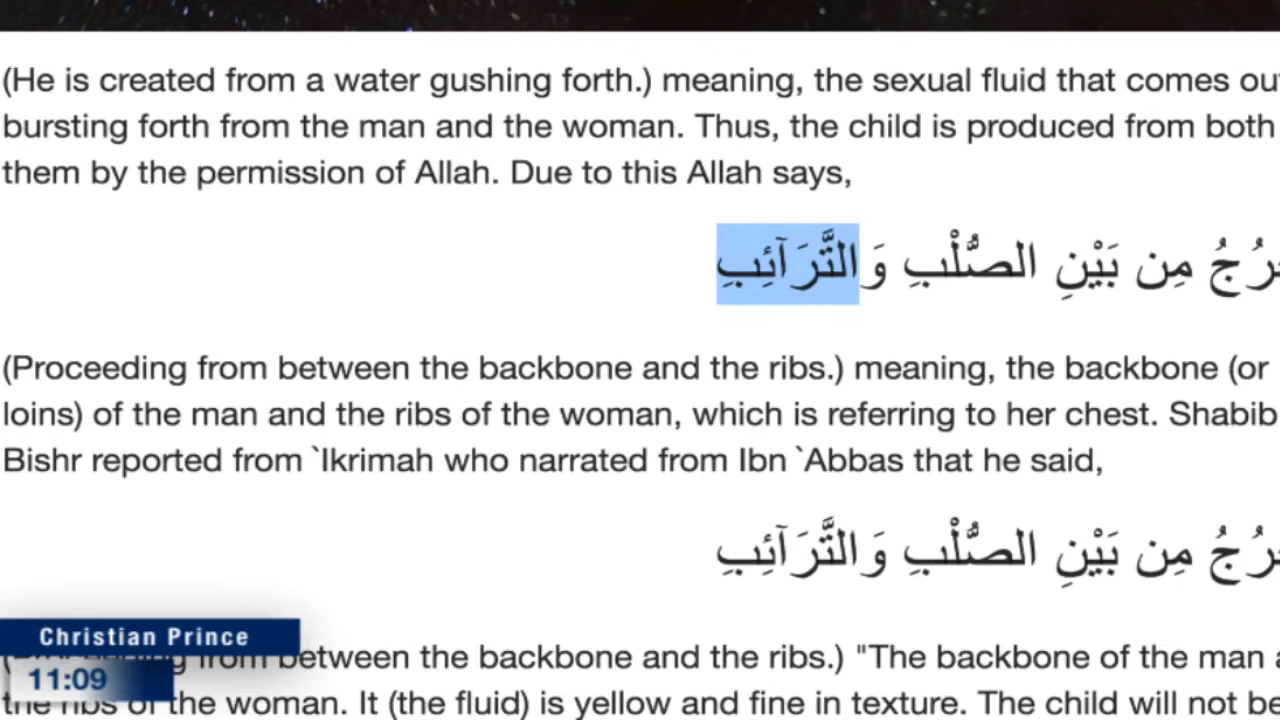 (He is created from a water gushing forth.) meaning, the sexual fluid that comes
bursting forth from the man and the woman. Thus, the child is produced from both
them by the permission of Allah. Due to this Allah says,
مِن بَيْنِ الصُّلْبِ وَالتَّرَآئِبِ
(Proceeding from between the backbone and the ribs.) meaning, the backbone (or
loins) of the man and the ribs of the woman, which is referring to her chest. Shabib
Bishr reported from `Ikrimah who narrated from Ibn `Abbas that he said,
مِن بَيْنِ الصُّلْبِ وَالتَّرَآئِبِ
Christian Prince
from between the backbone and the ribs.) "The backbone of the man
11:09
the ribs of the woman. It (the fluid) is yellow and fine in texture. The child will not be